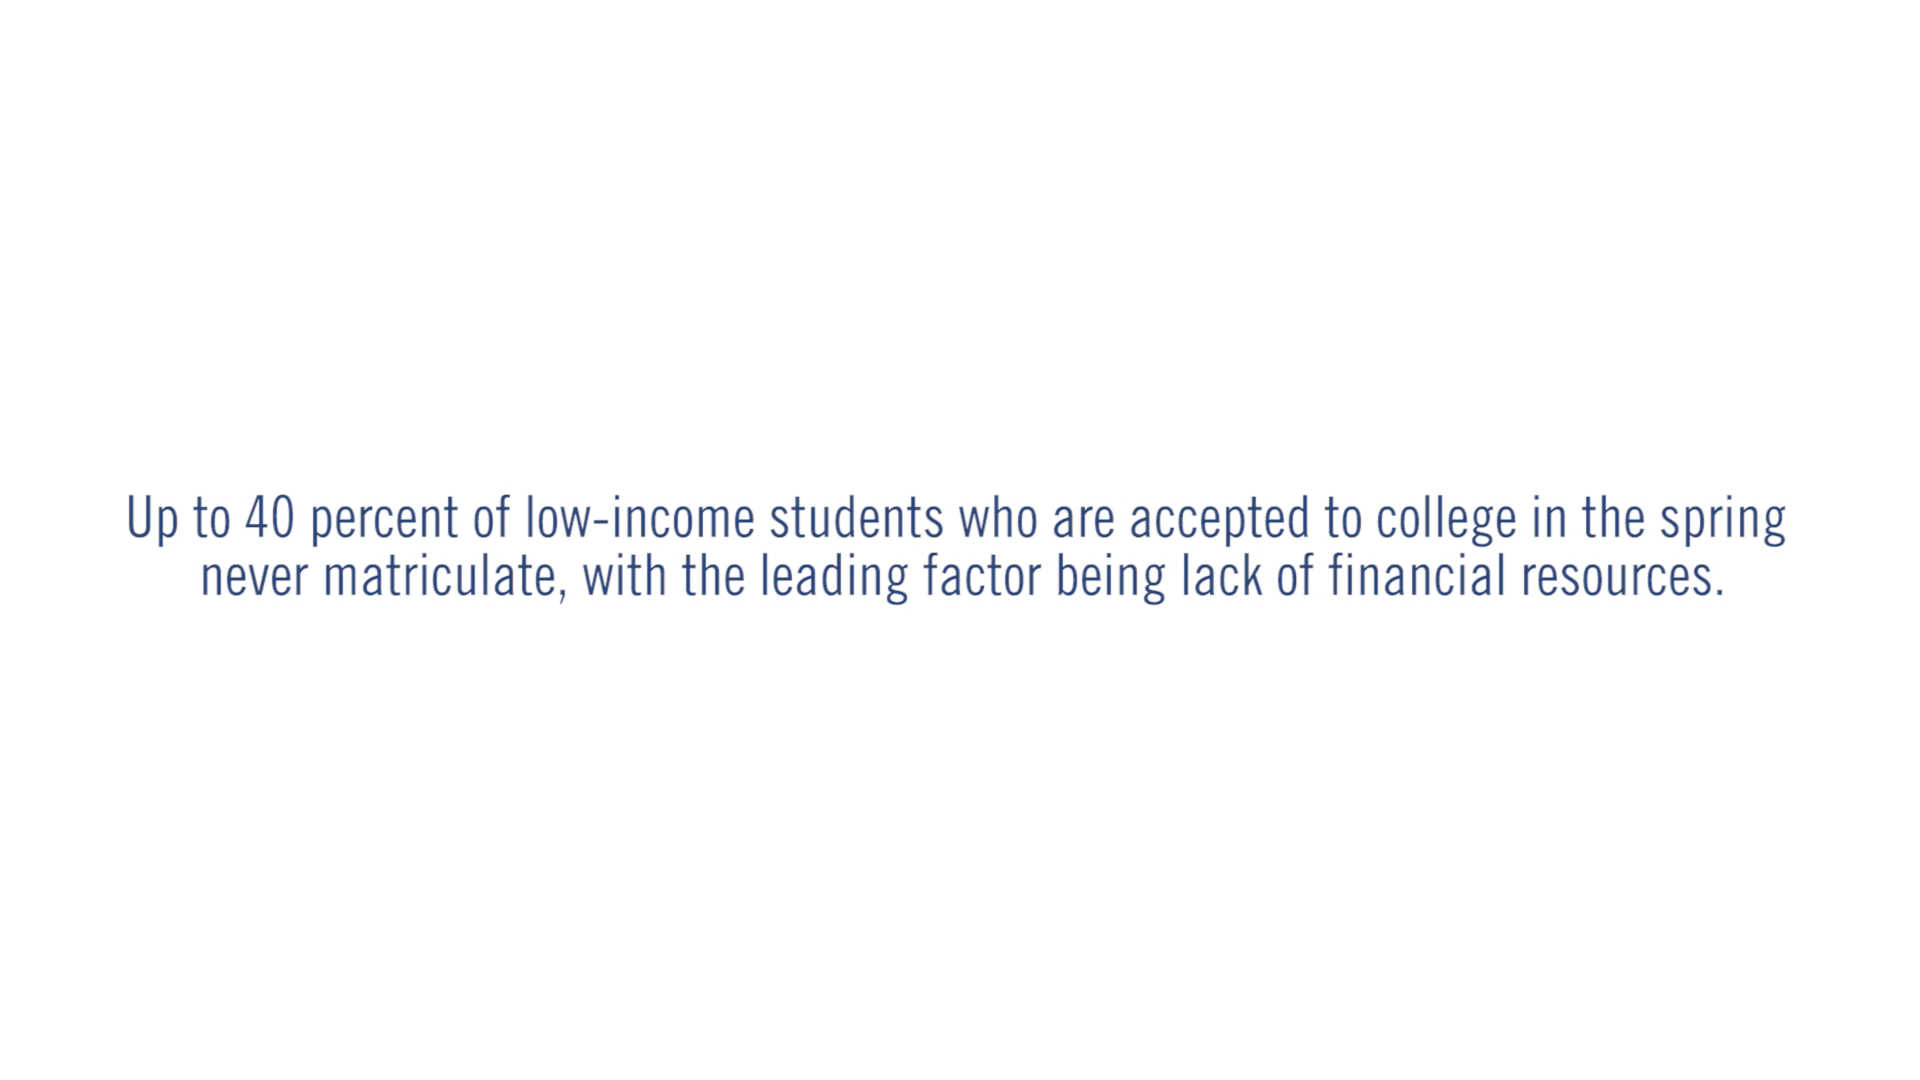 Up to 40 percent of low-income students who are accepted to college in the spring
never matriculate, with the leading factor being lack of financial resources.